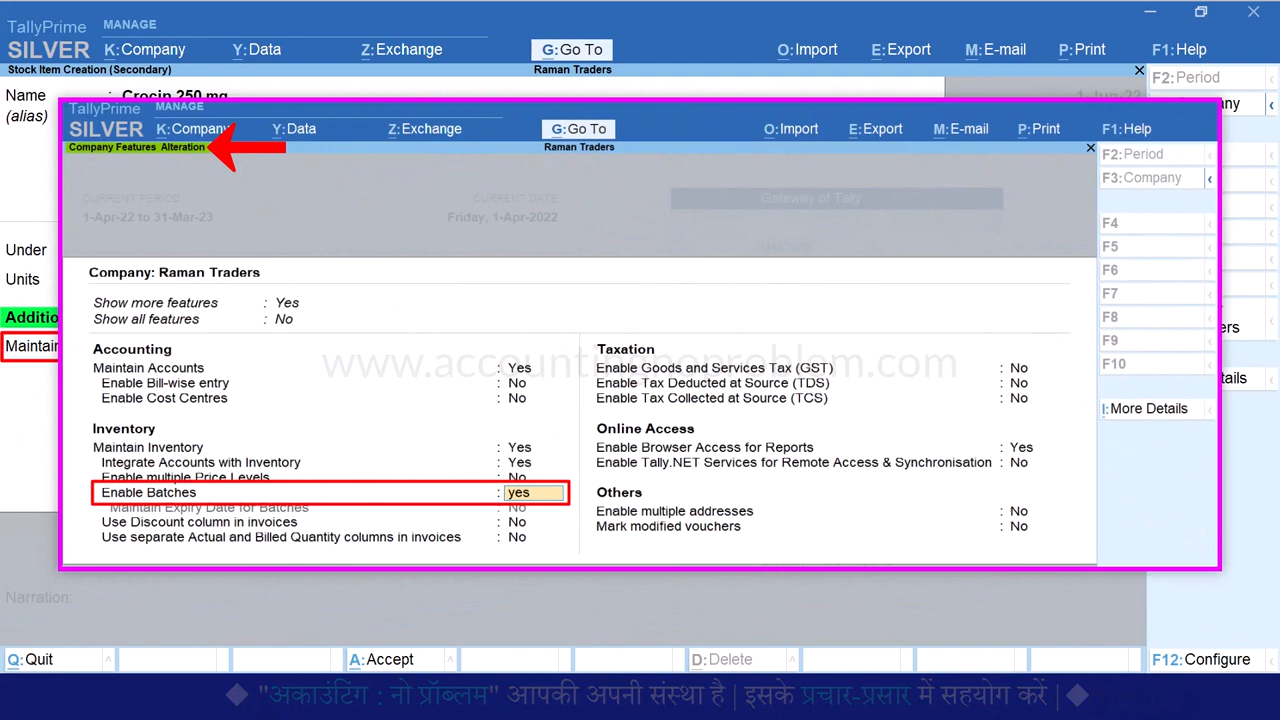 TallyPrime MANAGE
SILVER K:Company Y:Data Z:Exchange G:Go To O:Import E:Export M:E-mail P:Print F1:Help
Stock Item Creation (Secondary) Raman Traders F2:Period
Name : Crocin 250 mg
(alias)
Under
Units
Maintain
TallyPrime MANAGE
SILVER K:Company Y:Data Z:Exchange G:Go To O:Import E:Export M:E-mail P:Print F1:Help
Company Features Alteration Raman Traders
F2:Period
F3:Company
F4
F5
F6
F7
F8
F9
F10
I:More Details
CURRENT PERIOD CURRENT DATE Gateway of Tally
1-Apr-22 to 31-Mar-23 Friday, 1-Apr-2022
Company: Raman Traders
Show more features : Yes
Show all features : No
www.accountingnoproblem.com
Accounting
Maintain Accounts : Yes
Enable Bill-wise entry : No
Enable Cost Centres : No
Inventory
Maintain Inventory : Yes
Integrate Accounts with Inventory : Yes
Enable multiple Price Levels : No
Enable Batches : yes
Maintain Expiry Date for Batches : No
Use Discount column in invoices : No
Use separate Actual and Billed Quantity columns in invoices : No
Taxation
Enable Goods and Services Tax (GST) : No
Enable Tax Deducted at Source (TDS) : No
Enable Tax Collected at Source (TCS) : No
Online Access
Enable Browser Access for Reports : Yes
Enable Tally.NET Services for Remote Access & Synchronisation : No
Others
Enable multiple addresses : No
Mark modified vouchers : No
Narration:
Q:Quit A:Accept D:Delete F12:Configure
"अकाउंटिंग : नो प्रॉब्लम" आपकी अपनी संस्था है | इसके प्रचार-प्रसार में सहयोग करें |